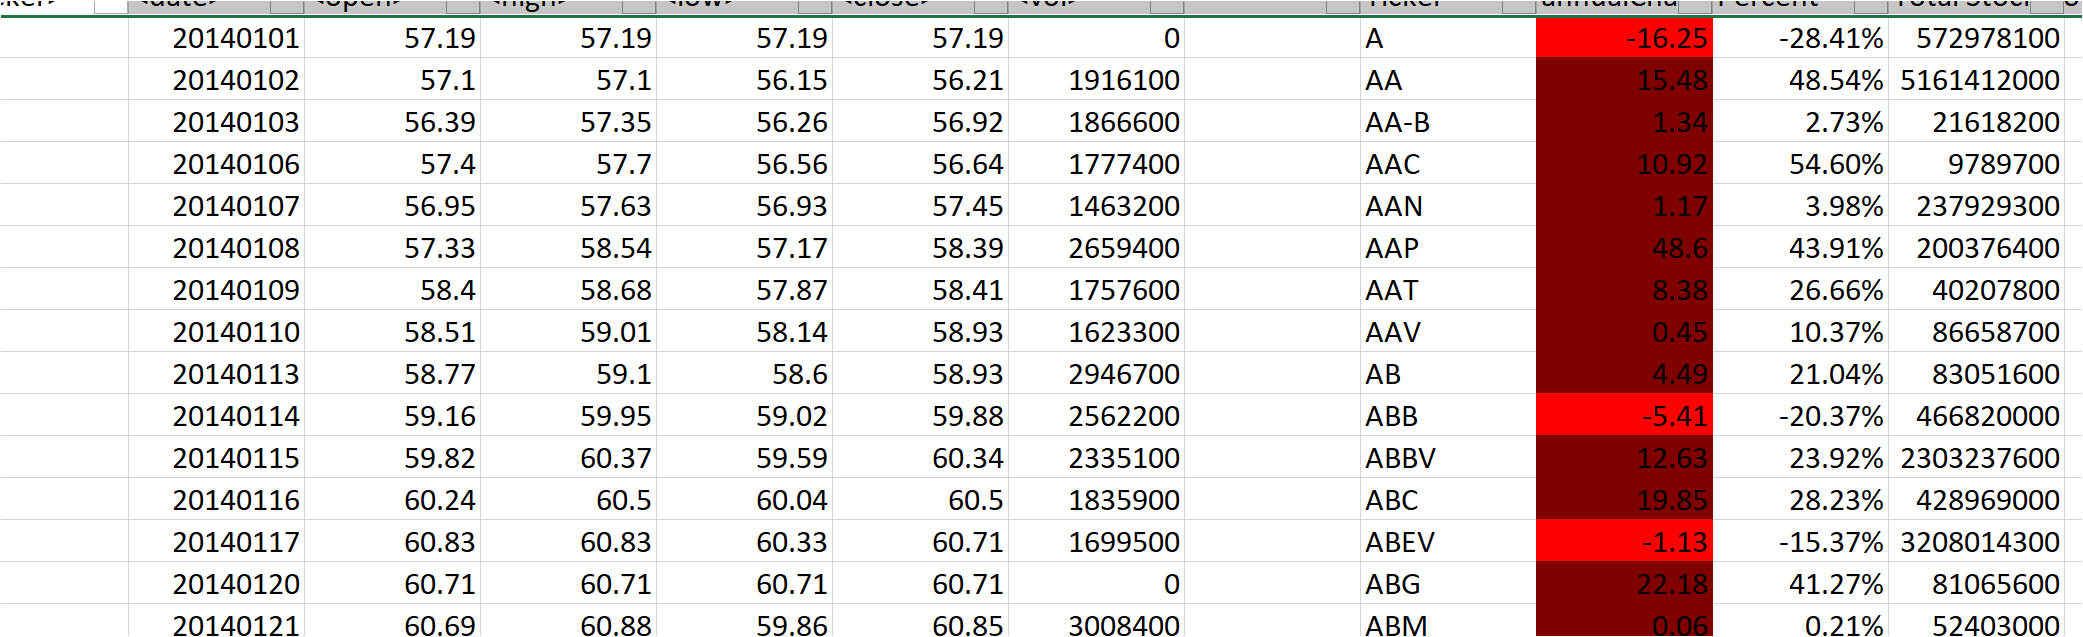 <date> <open> <high> <low> <close> <vol> Ticker Percent
20140101 57.19 57.19 57.19 57.19 0 A -16.25 -28.41% 572978100
20140102 57.1 57.1 56.15 56.21 1916100 AA 15.48 48.54% 5161412000
20140103 56.39 57.35 56.26 56.92 1866600 AA-B 1.34 2.73% 21618200
20140106 57.4 57.7 56.56 56.64 1777400 AAC 10.92 54.60% 9789700
20140107 56.95 57.63 56.93 57.45 1463200 AAN 1.17 3.98% 237929300
20140108 57.33 58.54 57.17 58.39 2659400 AAP 48.6 43.91% 200376400
20140109 58.4 58.68 57.87 58.41 1757600 AAT 8.38 26.66% 40207800
20140110 58.51 59.01 58.14 58.93 1623300 AAV 0.45 10.37% 86658700
20140113 58.77 59.1 58.6 58.93 2946700 AB 4.49 21.04% 83051600
20140114 59.16 59.95 59.02 59.88 2562200 ABB -5.41 -20.37% 466820000
20140115 59.82 60.37 59.59 60.34 2335100 ABBV 12.63 23.92% 2303237600
20140116 60.24 60.5 60.04 60.5 1835900 ABC 19.85 28.23% 428969000
20140117 60.83 60.83 60.33 60.71 1699500 ABEV -1.13 -15.37% 3208014300
20140120 60.71 60.71 60.71 60.71 0 ABG 22.18 41.27% 81065600
20140121 60.69 60.88 59.86 60.85 3008400 ABM 0.06 0.21% 52403000